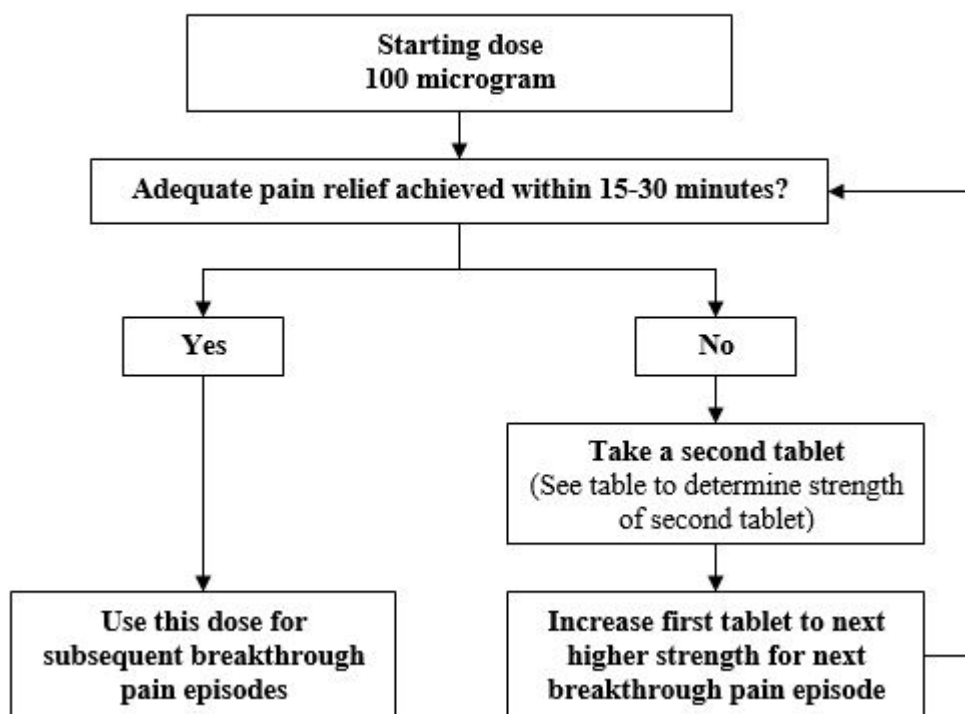 Starting dose
100 microgram
Adequate pain relief achieved within 15-30 minutes?
Yes
No
Take a second tablet
(See table to determine strength
of second tablet)
Use this dose for
subsequent breakthrough
pain episodes
Increase first tablet to next
higher strength for next
breakthrough pain episode